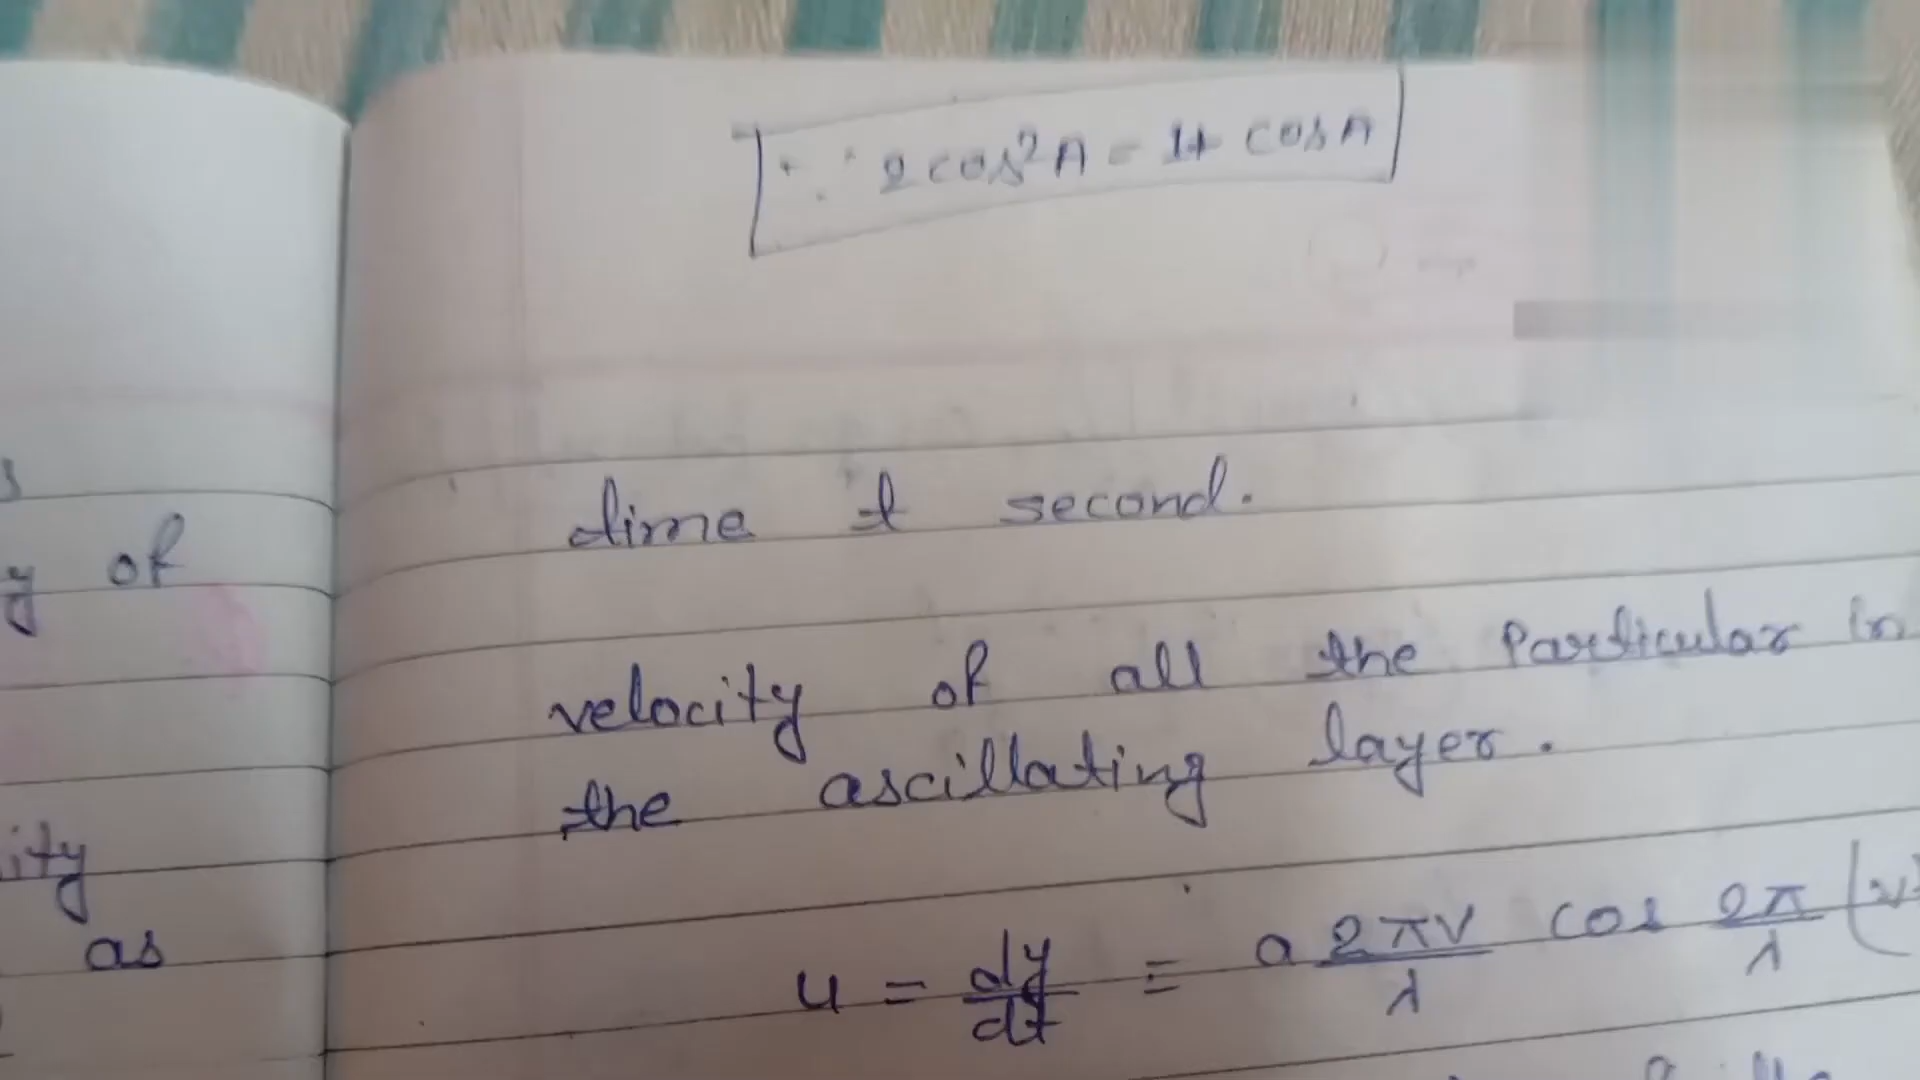 s
y of
ity
as
∵ 2cos²A = 1+ cosA
time t second.
velocity of all the Particular in
the ascillating layer.
u = dy/dt = a 2πv/λ cos 2π/λ (v